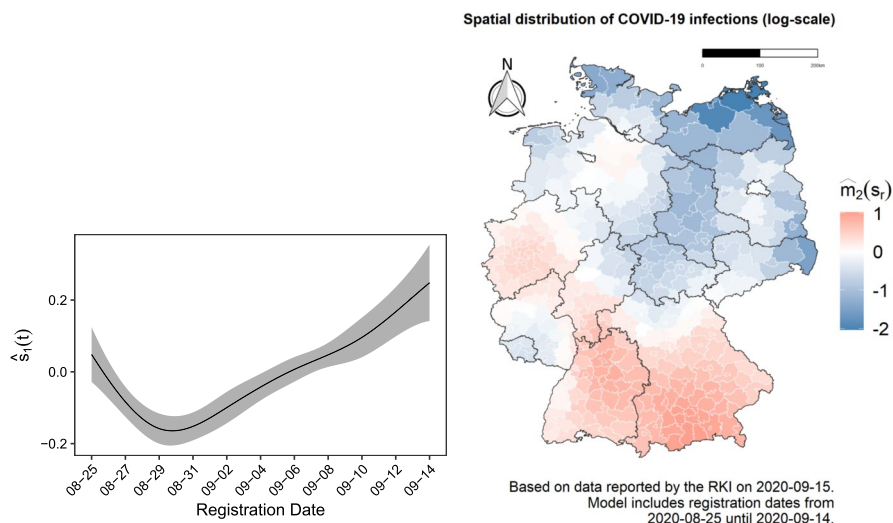 Spatial distribution of COVID-19 infections (log-scale)
0 100 200km
N
m̂₂(sᵣ)
1
0
-1
-2
0.2
0.0
−0.2
ŝ₁(t)
08−25 08−27 08−29 08−31 09−02 09−04 09−06 09−08 09−10 09−12 09−14
Registration Date
Based on data reported by the RKI on 2020-09-15.
Model includes registration dates from
2020-08-25 until 2020-09-14.